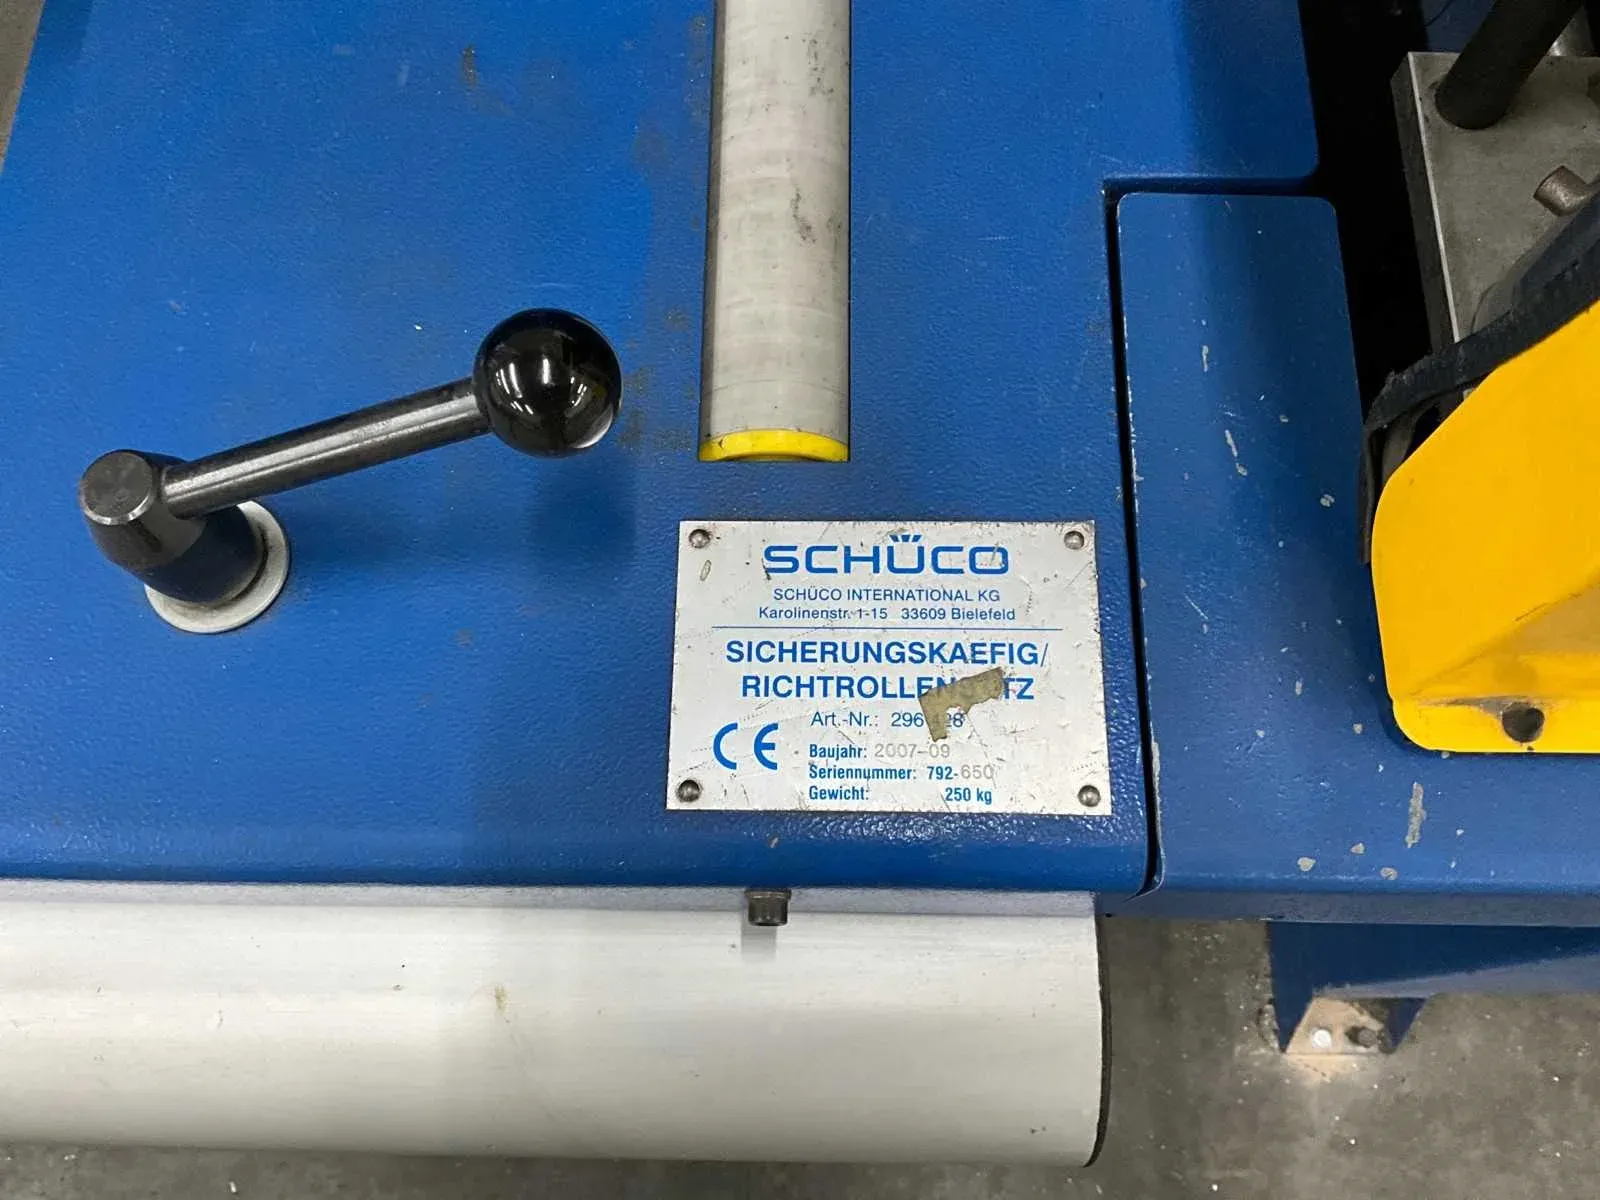 SCHÜCO
SCHÜCO INTERNATIONAL KG
Karolinenstr. 1-15 33609 Bielefeld
SICHERUNGSKAEFIG/
Art.-Nr.:
CE
Baujahr: 2007-09
Seriennummer: 792-650
Gewicht: 250 kg